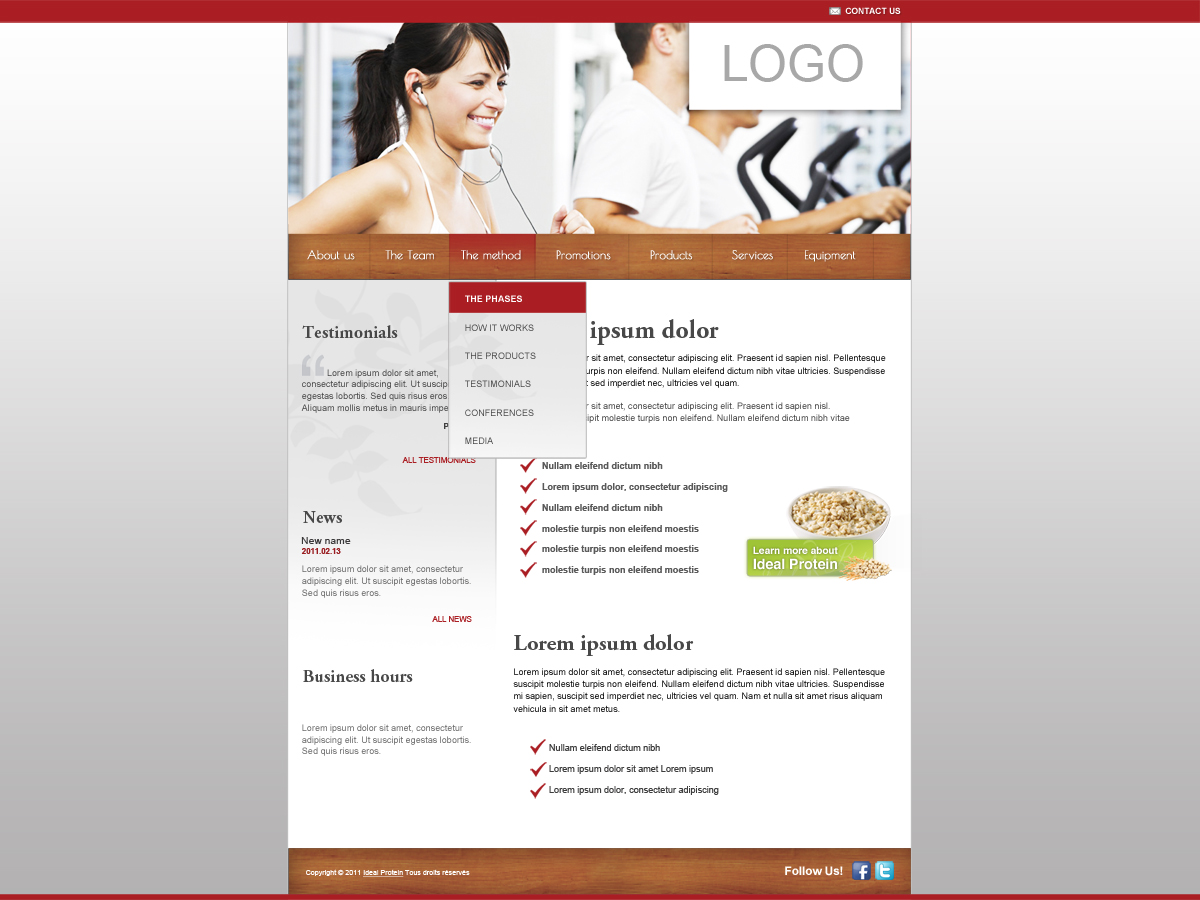 CONTACT US
LOGO
About us
The Team
The method
Promotions
Products
Services
Equipment
THE PHASES
HOW IT WORKS
THE PRODUCTS
TESTIMONIALS
CONFERENCES
MEDIA
Testimonials
Lorem ipsum dolor sit amet,
consectetur adipiscing elit. Ut suscip
egestas lobortis. Sed quis risus eros
Aliquam mollis metus in mauris impe
ALL TESTIMONIALS
News
New name
2011.02.13
Lorem ipsum dolor sit amet, consectetur
adipiscing elit. Ut suscipit egestas lobortis.
Sed quis risus eros.
ALL NEWS
Business hours
Lorem ipsum dolor sit amet, consectetur
adipiscing elit. Ut suscipit egestas lobortis.
Sed quis risus eros.
ipsum dolor
r sit amet, consectetur adipiscing elit. Praesent id sapien nisl. Pellentesque
urpis non eleifend. Nullam eleifend dictum nibh vitae ultricies. Suspendisse
sed imperdiet nec, ultricies vel quam.
r sit amet, consectetur adipiscing elit. Praesent id sapien nisl.
ipit molestie turpis non eleifend. Nullam eleifend dictum nibh vitae
Nullam eleifend dictum nibh
Lorem ipsum dolor, consectetur adipiscing
Nullam eleifend dictum nibh
molestie turpis non eleifend moestis
molestie turpis non eleifend moestis
molestie turpis non eleifend moestis
Learn more about
Ideal Protein
Lorem ipsum dolor
Lorem ipsum dolor sit amet, consectetur adipiscing elit. Praesent id sapien nisl. Pellentesque
suscipit molestie turpis non eleifend. Nullam eleifend dictum nibh vitae ultricies. Suspendisse
mi sapien, suscipit sed imperdiet nec, ultricies vel quam. Nam et nulla sit amet risus aliquam
vehicula in sit amet metus.
Nullam eleifend dictum nibh
Lorem ipsum dolor sit amet Lorem ipsum
Lorem ipsum dolor, consectetur adipiscing
Copyright © 2011 Ideal Protein Tous droits réservés
Follow Us!